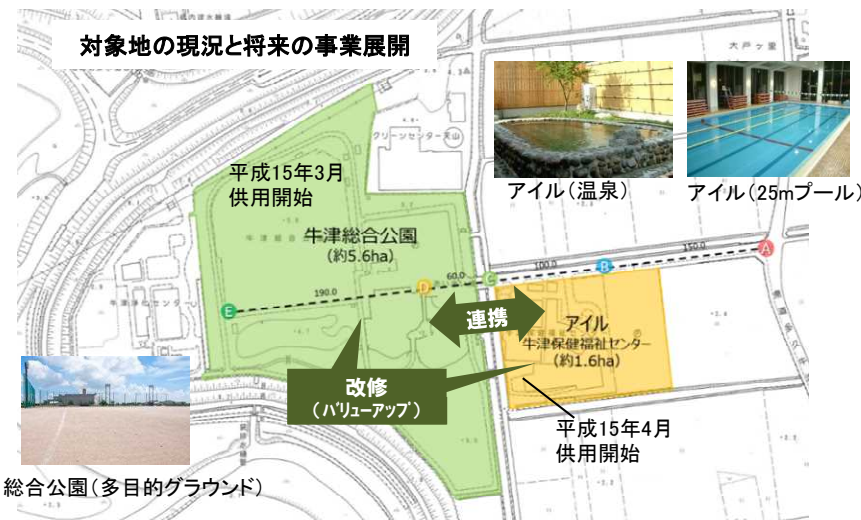 対象地の現況と将来の事業展開
大戸ヶ里
グリーンセンター天山
平成15年3月
供用開始
アイル（温泉）
アイル（25mプール）
牛津総合公園
（約5.6ha）
A
150.0
B
100.0
C
60.0
D
190.0
E
連携
アイル
牛津保健福祉センター
（約1.6ha）
改修
（バリューアップ）
平成15年4月
供用開始
総合公園（多目的グラウンド）